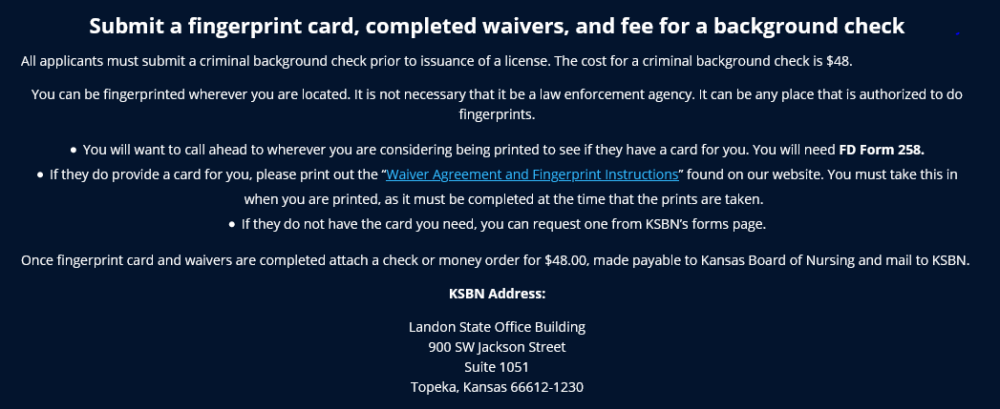 Submit a fingerprint card, completed waivers, and fee for a background check
All applicants must submit a criminal background check prior to issuance of a license. The cost for a criminal background check is $48.
You can be fingerprinted wherever you are located. It is not necessary that it be a law enforcement agency. It can be any place that is authorized to do
fingerprints.
• You will want to call ahead to wherever you are considering being printed to see if they have a card for you. You will need FD Form 258.
• If they do provide a card for you, please print out the “Waiver Agreement and Fingerprint Instructions” found on our website. You must take this in
when you are printed, as it must be completed at the time that the prints are taken.
• If they do not have the card you need, you can request one from KSBN’s forms page.
Once fingerprint card and waivers are completed attach a check or money order for $48.00, made payable to Kansas Board of Nursing and mail to KSBN.
KSBN Address:
Landon State Office Building
900 SW Jackson Street
Suite 1051
Topeka, Kansas 66612-1230